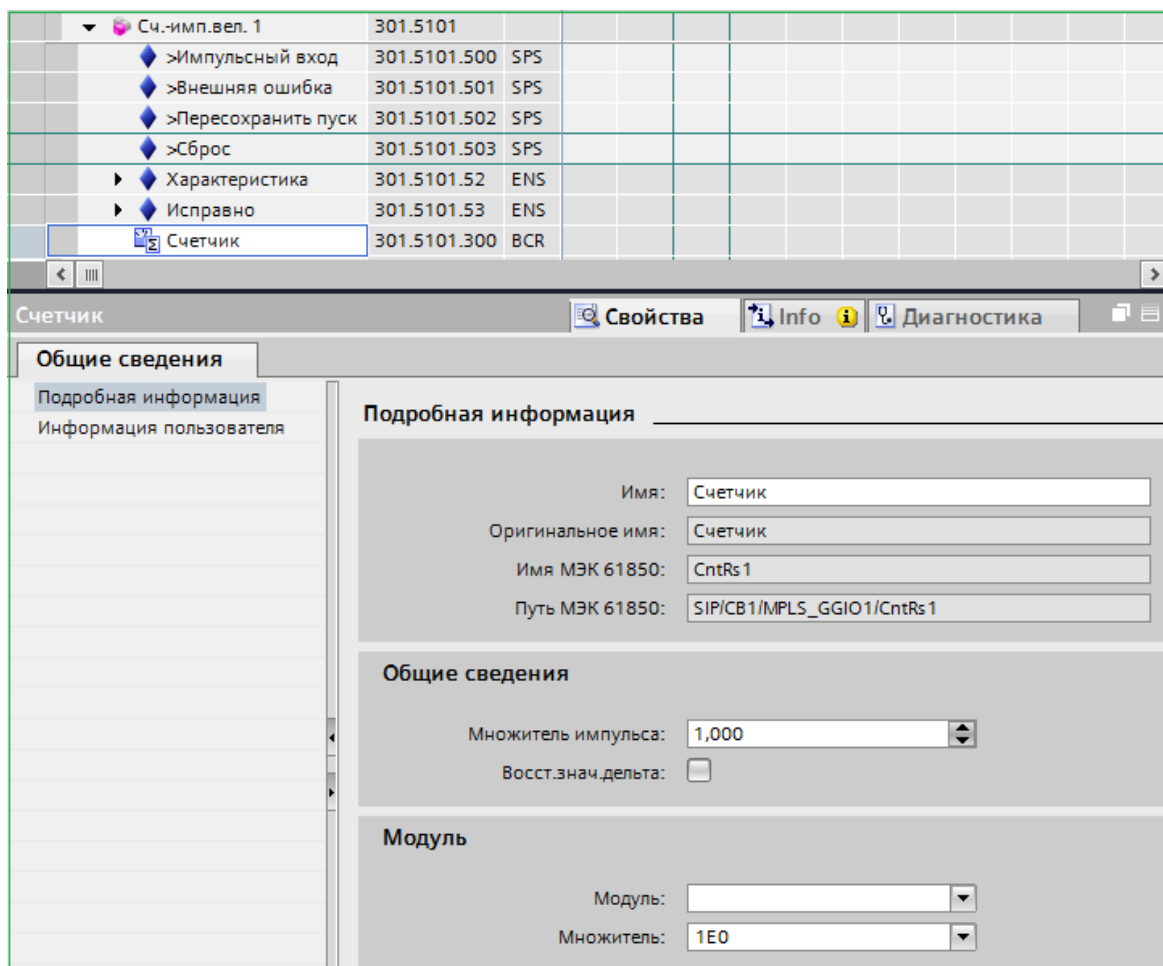 Сч.-имп.вел. 1 301.5101
>Импульсный вход 301.5101.500 SPS
>Внешняя ошибка 301.5101.501 SPS
>Пересохранить пуск 301.5101.502 SPS
>Сброс 301.5101.503 SPS
Характеристика 301.5101.52 ENS
Исправно 301.5101.53 ENS
Счетчик 301.5101.300 BCR
Счетчик Свойства Info Диагностика
Общие сведения
Подробная информация
Информация пользователя
Подробная информация
Имя: Счетчик
Оригинальное имя: Счетчик
Имя МЭК 61850: CntRs1
Путь МЭК 61850: SIP/CB1/MPLS_GGIO1/CntRs1
Общие сведения
Множитель импульса: 1,000
Восст.знач.дельта:
Модуль
Модуль:
Множитель: 1E0